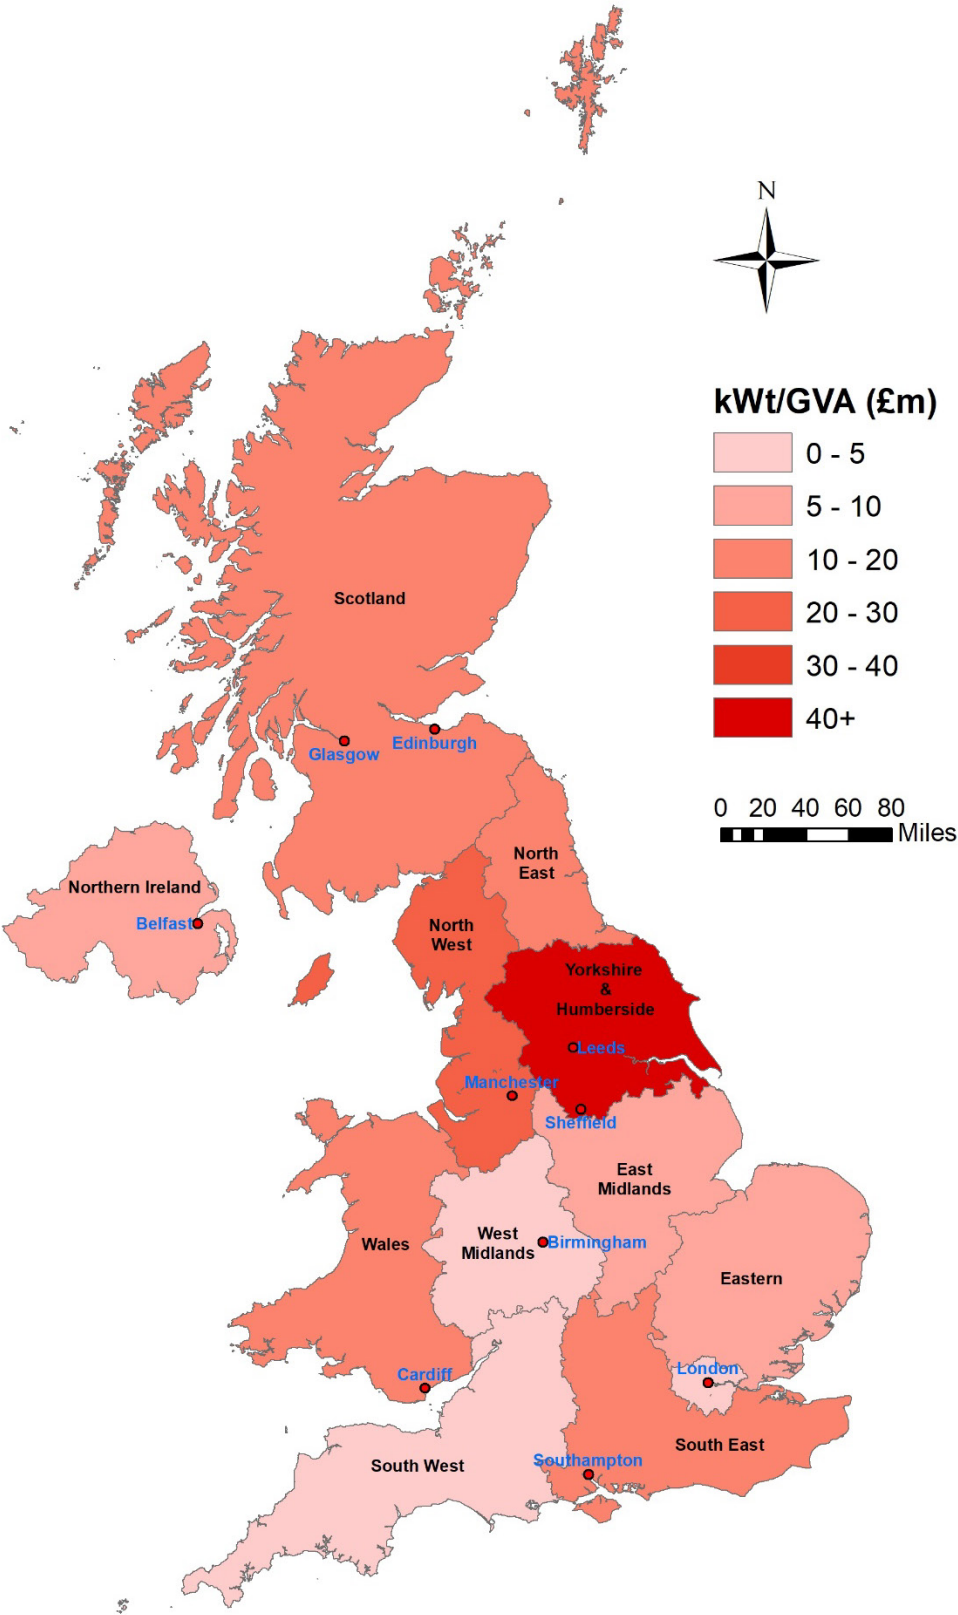 N
kWt/GVA (£m)
0 - 5
5 - 10
10 - 20
20 - 30
30 - 40
40+
0 20 40 60 80
Miles
Scotland
Glasgow
Edinburgh
North
East
Northern Ireland
Belfast
North
West
Yorkshire
&
Humberside
Leeds
Manchester
Sheffield
East
Midlands
West
Midlands
Birmingham
Wales
Eastern
Cardiff
London
South East
South West
Southampton